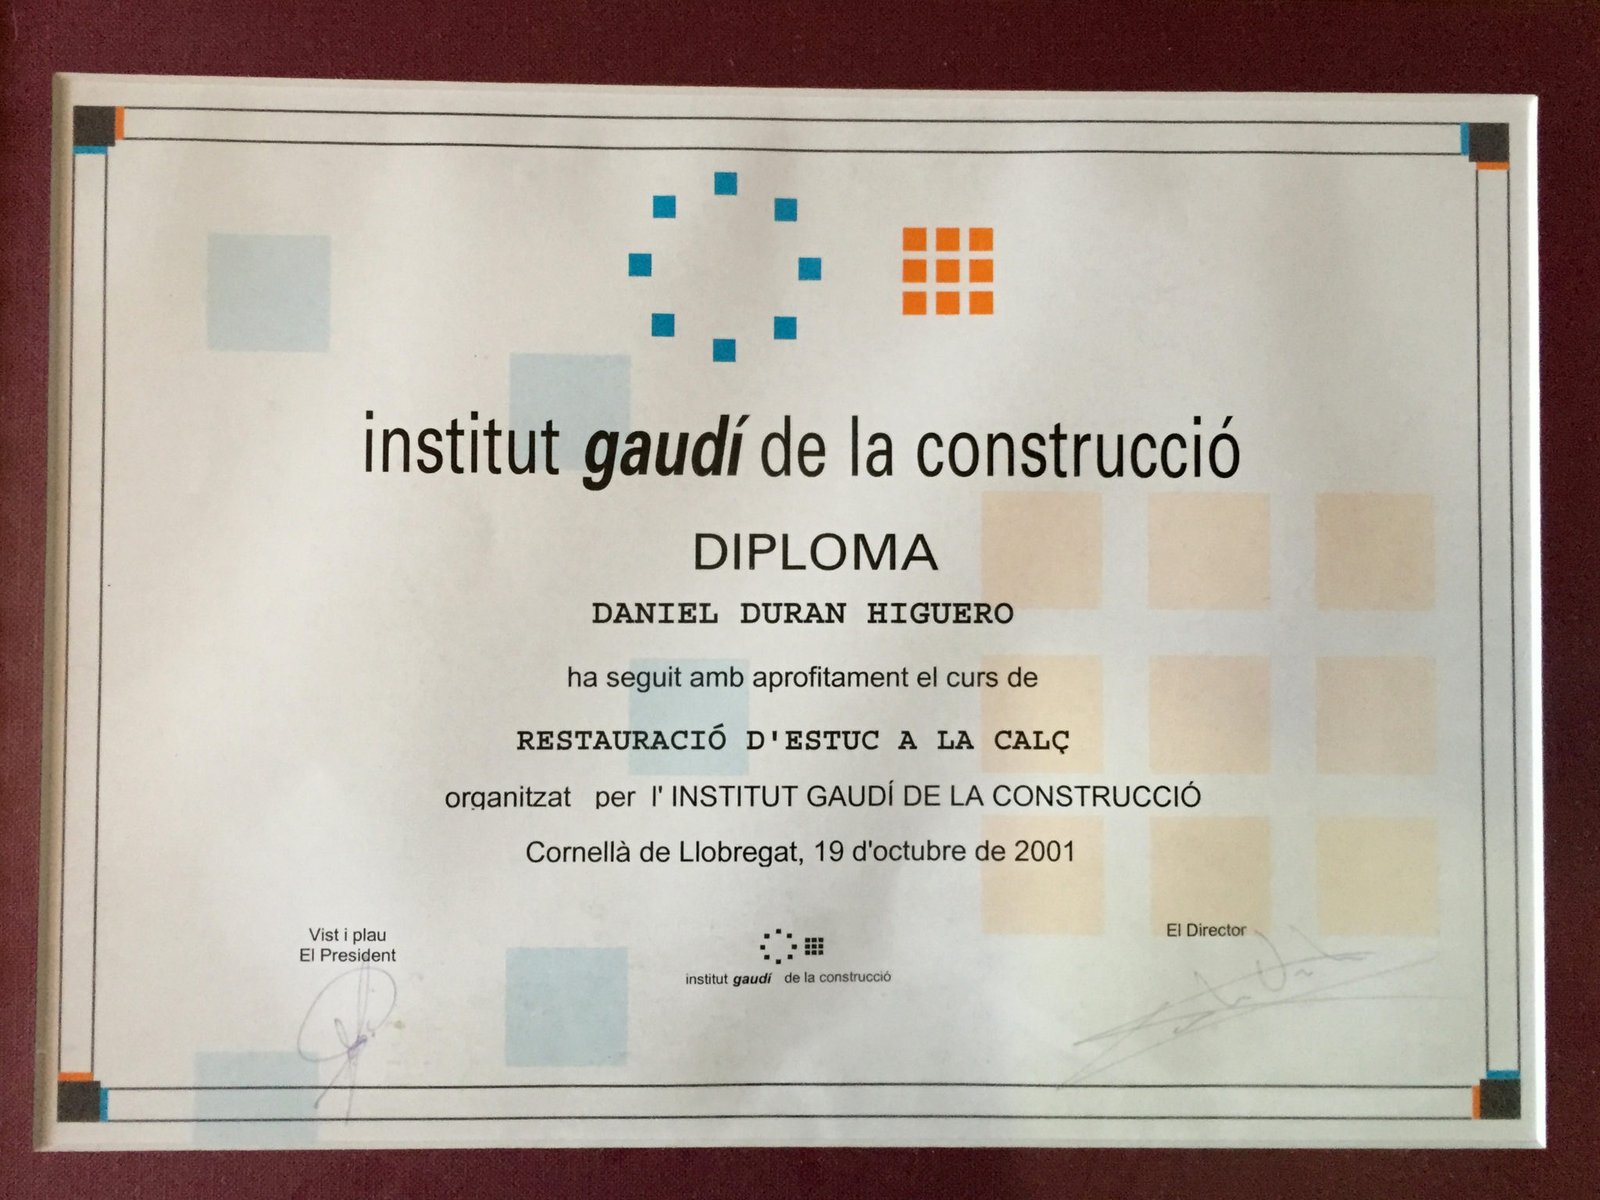 institut gaudí de la construcció
DIPLOMA
DANIEL DURAN HIGUERO
ha seguit amb aprofitament el curs de
RESTAURACIÓ D'ESTUC A LA CALÇ
organitzat per l' INSTITUT GAUDÍ DE LA CONSTRUCCIÓ
Cornellà de Llobregat, 19 d'octubre de 2001
Vist i plau
El President
institut gaudí de la construcció
El Director